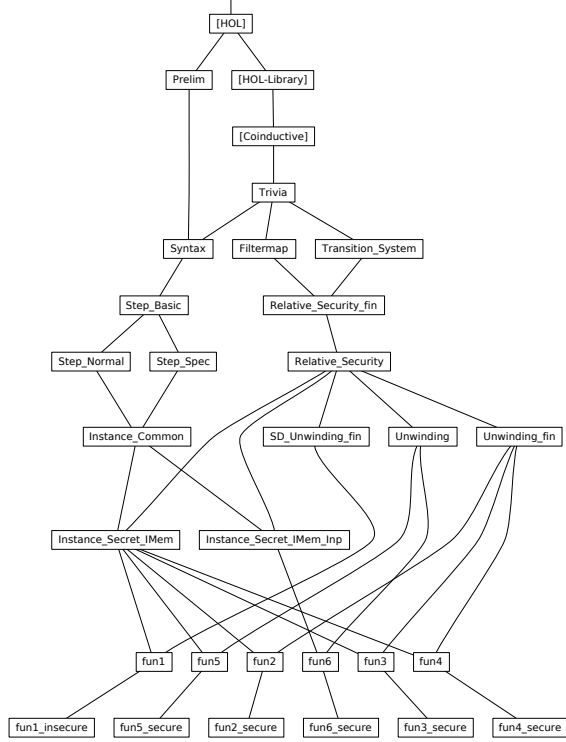 [HOL]
Prelim [HOL-Library]
[Coinductive]
Trivia
Syntax Filtermap Transition_System
Step_Basic Relative_Security_fin
Step_Normal Step_Spec Relative_Security
Instance_Common SD_Unwinding_fin Unwinding Unwinding_fin
Instance_Secret_IMem Instance_Secret_IMem_Inp
fun1 fun5 fun2 fun6 fun3 fun4
fun1_insecure fun5_secure fun2_secure fun6_secure fun3_secure fun4_secure